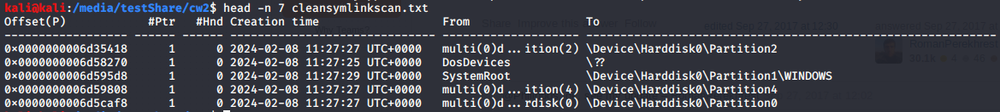 kali@kali:/media/testShare/cw2$ head -n 7 cleansymlinkscan.txt
Offset(P)             #Ptr   #Hnd Creation time                From                 To
------------------ ------ ------ ------------------------------ -------------------- ------------------------------------------------------------
0×0000000006d35418      1      0 2024-02-08 11:27:27 UTC+0000   multi(0)d...ition(2) \Device\Harddisk0\Partition2
0×0000000006d58270      1      0 2024-02-08 11:27:25 UTC+0000   DosDevices           \??
0×0000000006d595d8      1      0 2024-02-08 11:27:29 UTC+0000   SystemRoot           \Device\Harddisk0\Partition1\WINDOWS
0×0000000006d59808      1      0 2024-02-08 11:27:27 UTC+0000   multi(0)d...ition(4) \Device\Harddisk0\Partition4
0×0000000006d5caf8      1      0 2024-02-08 11:27:27 UTC+0000   multi(0)d...rdisk(0) \Device\Harddisk0\Partition0